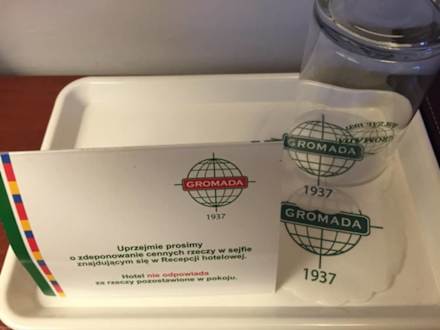 GROMADA
1937
Uprzejmie prosimy
o zdeponowanie cennych rzeczy w sejfie
znajdującym się w Recepcji hotelowej.
Hotel nie odpowiada
za rzeczy pozostawione w pokoju.
GROMADA
1937
GROMADA
GROMADA
1937